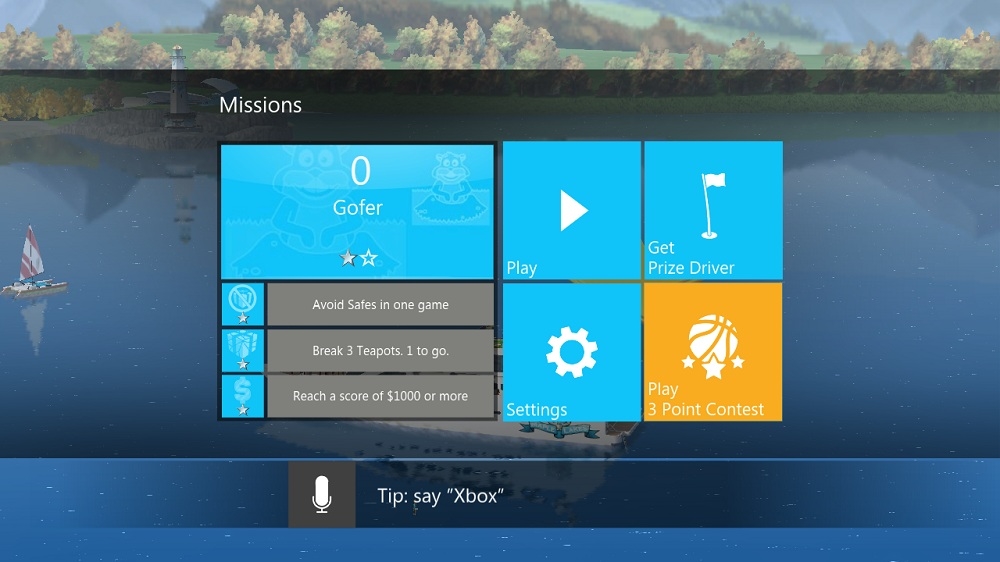 Missions
0
Gofer
Avoid Safes in one game
Break 3 Teapots. 1 to go.
Reach a score of $1000 or more
Play
Get
Prize Driver
Settings
Play
3 Point Contest
Tip: say "Xbox"